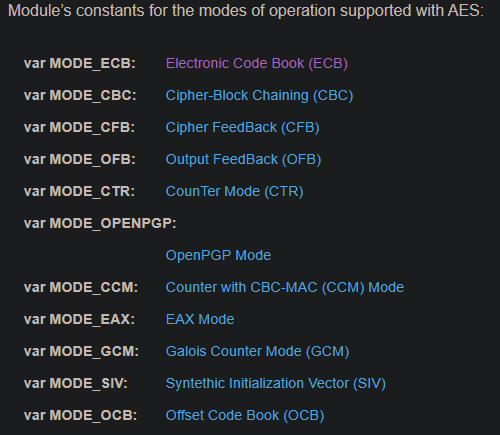 Module's constants for the modes of operation supported with AES:
var MODE_ECB: Electronic Code Book (ECB)
var MODE_CBC: Cipher-Block Chaining (CBC)
var MODE_CFB: Cipher FeedBack (CFB)
var MODE_OFB: Output FeedBack (OFB)
var MODE_CTR: CounTer Mode (CTR)
var MODE_OPENPGP:
OpenPGP Mode
var MODE_CCM: Counter with CBC-MAC (CCM) Mode
var MODE_EAX: EAX Mode
var MODE_GCM: Galois Counter Mode (GCM)
var MODE_SIV: Syntethic Initialization Vector (SIV)
var MODE_OCB: Offset Code Book (OCB)